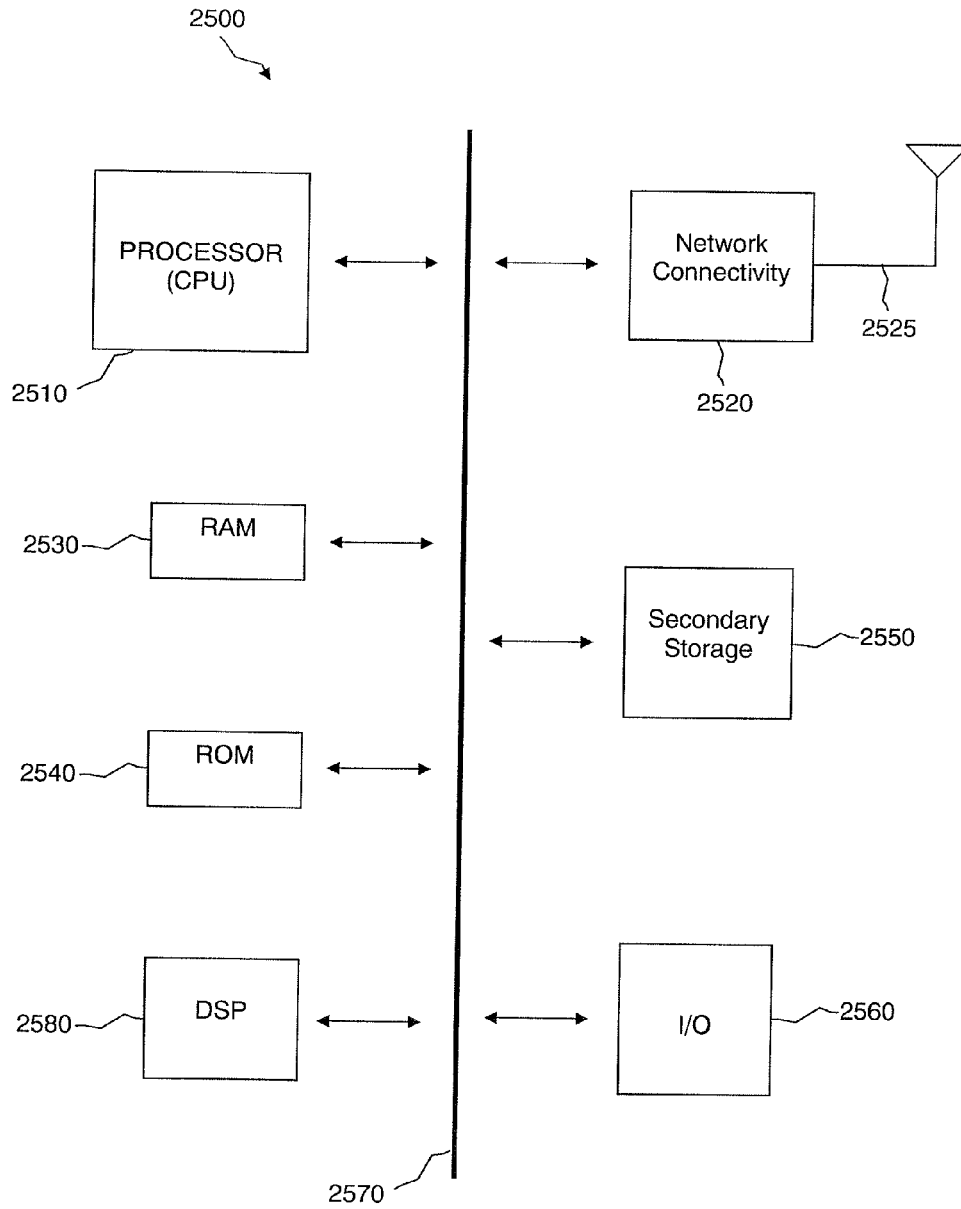 2500
PROCESSOR
(CPU)
2510
Network
Connectivity
2525
2520
RAM
2530
Secondary
Storage
2550
ROM
2540
DSP
2580
I/O
2560
2570